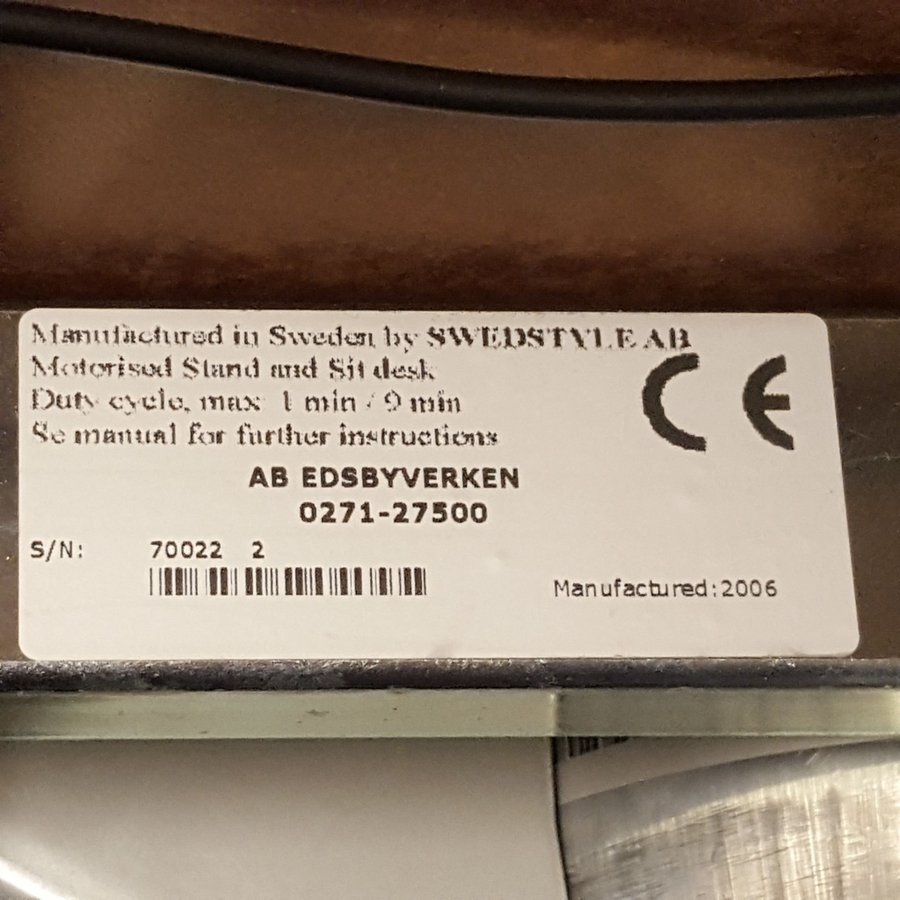 Manufactured in Sweden by SWEDSTYLE AB
Motorised Stand and Sit desk
Duty cycle, max 1 min / 9 min
Se manual for further instructions
CE
AB EDSBYVERKEN
0271-27500
S/N: 70022 2
Manufactured:2006